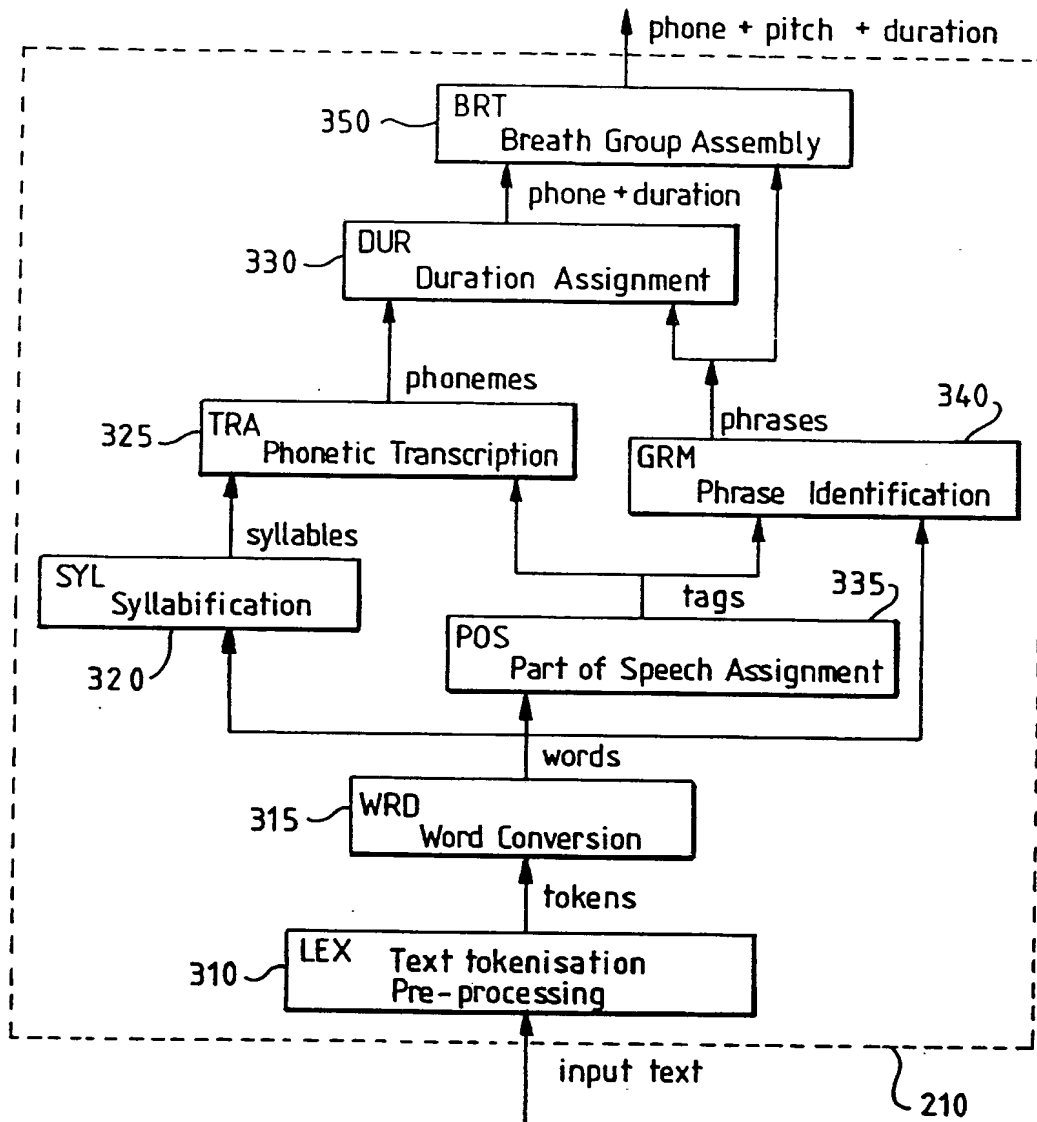 phone + pitch + duration
350
BRT
Breath Group Assembly
phone + duration
330
DUR
Duration Assignment
phonemes
340
phrases
325
TRA
Phonetic Transcription
GRM
Phrase Identification
syllables
SYL
Syllabification
tags
335
320
POS
Part of Speech Assignment
words
315
WRD
Word Conversion
tokens
310
LEX
Text tokenisation
Pre-processing
input text
210